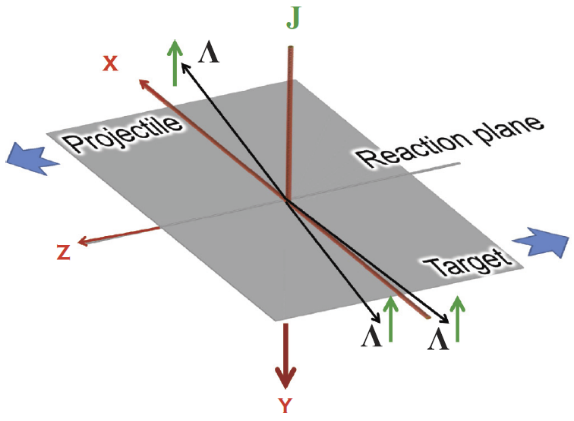 J
Λ
X
Projectile
Reaction plane
Z
Target
Λ
Λ
Y